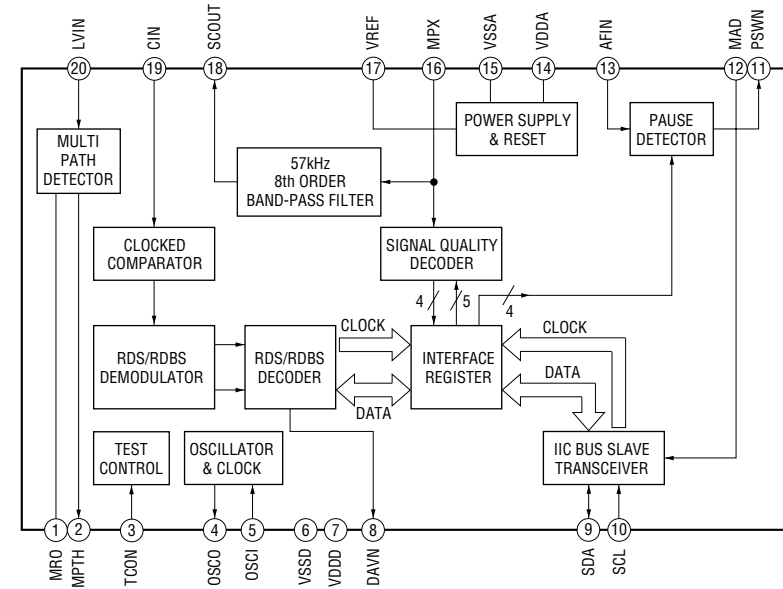 LVIN
CIN
SCOUT
VREF
MPX
VSSA
VDDA
AFIN
MAD
PSWN
20
19
18
17
16
15
14
13
12
11
MULTI
PATH
DETECTOR
57kHz
8th ORDER
BAND-PASS FILTER
POWER SUPPLY
& RESET
PAUSE
DETECTOR
CLOCKED
COMPARATOR
SIGNAL QUALITY
DECODER
4
5
4
RDS/RDBS
DEMODULATOR
RDS/RDBS
DECODER
CLOCK
DATA
INTERFACE
REGISTER
CLOCK
DATA
TEST
CONTROL
OSCILLATOR
& CLOCK
IIC BUS SLAVE
TRANSCEIVER
1
2
3
4
5
6
7
8
9
10
MRO
MPTH
TCON
OSCO
OSCI
VSSD
VDDD
DAVN
SDA
SCL